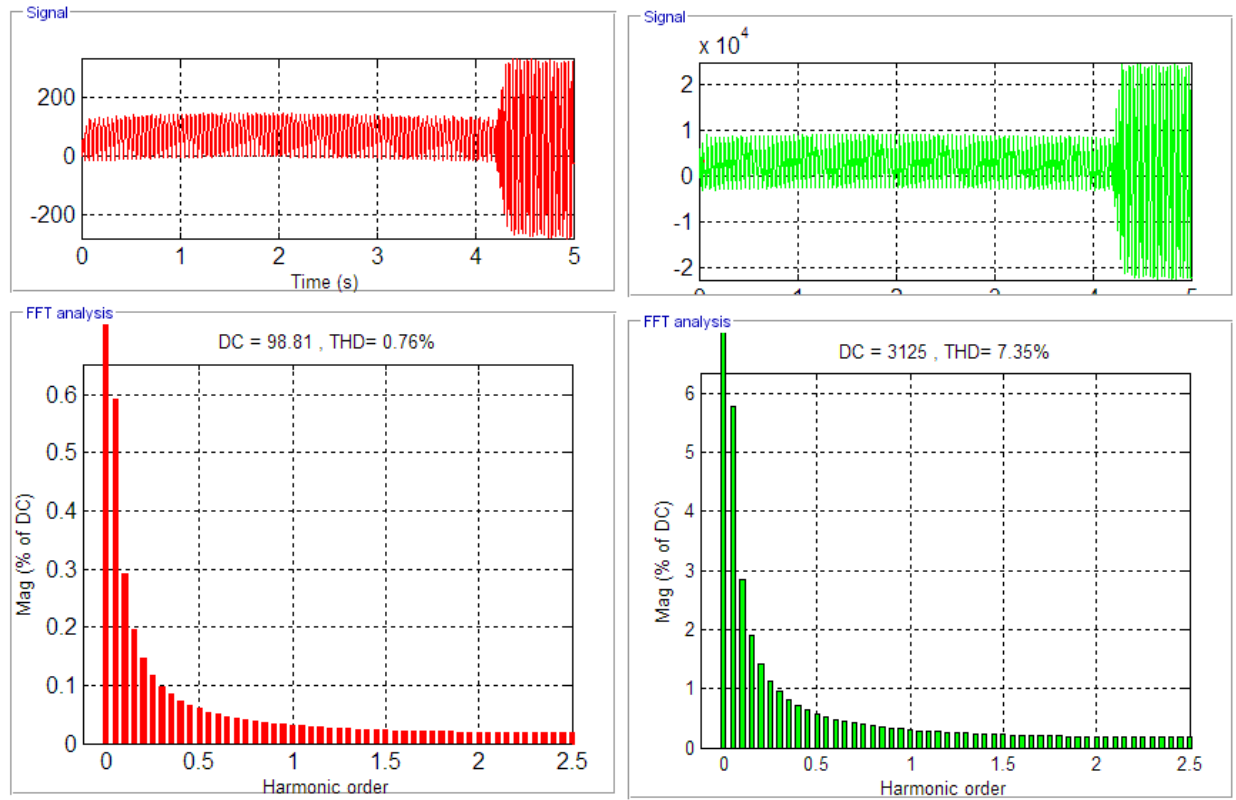 Signal
200
0
-200
0 1 2 3 4 5
Time (s)
FFT analysis
DC = 98.81 , THD= 0.76%
0.6
0.5
0.4
0.3
0.2
0.1
0
Mag (% of DC)
0 0.5 1 1.5 2 2.5
Harmonic order
Signal
x 10^4
2
1
0
-1
-2
FFT analysis
DC = 3125 , THD= 7.35%
6
5
4
3
2
1
0
Mag (% of DC)
0 0.5 1 1.5 2 2.5
Harmonic order